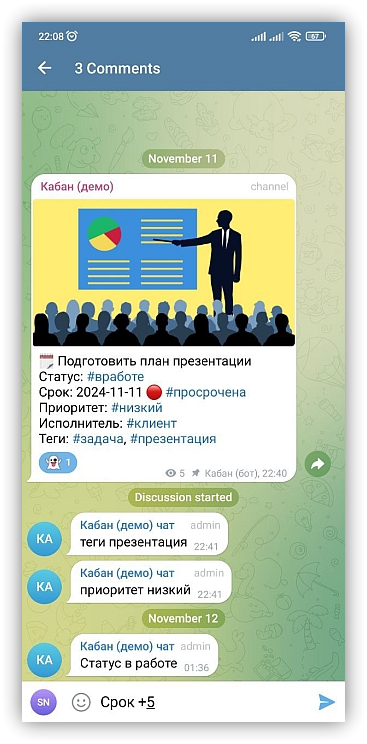 22:08
67
3 Comments
November 11
Кабан (демо) channel
Подготовить план презентации
Статус: #вработе
Срок: 2024-11-11 🔴 #просрочена
Приоритет: #низкий
Исполнитель: #клиент
Теги: #задача, #презентация
👻 1
5 Кабан (бот), 22:40
Discussion started
КА
Кабан (демо) чат admin
теги презентация 22:41
КА
Кабан (демо) чат admin
приоритет низкий 22:41
November 12
КА
Кабан (демо) чат admin
Статус в работе 01:36
SN Срок +5